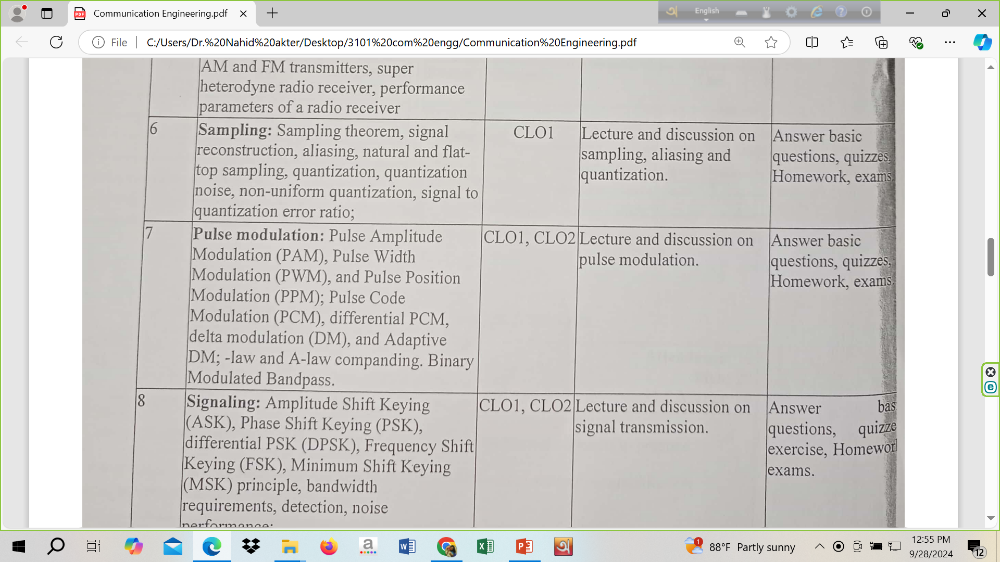 Communication Engineering.pdf
English
File
C:/Users/Dr.%20Nahid%20akter/Desktop/3101%20com%20engg/Communication%20Engineering.pdf
AM and FM transmitters, super
heterodyne radio receiver, performance
parameters of a radio receiver
6
Sampling: Sampling theorem, signal
reconstruction, aliasing, natural and flat-
top sampling, quantization, quantization
noise, non-uniform quantization, signal to
quantization error ratio;
CLO1
Lecture and discussion on
sampling, aliasing and
quantization.
Answer basic
questions, quizzes,
Homework, exams.
7
Pulse modulation: Pulse Amplitude
Modulation (PAM), Pulse Width
Modulation (PWM), and Pulse Position
Modulation (PPM); Pulse Code
Modulation (PCM), differential PCM,
delta modulation (DM), and Adaptive
DM; -law and A-law companding. Binary
Modulated Bandpass.
CLO1, CLO2
Lecture and discussion on
pulse modulation.
Answer basic
questions, quizzes,
Homework, exams.
8
Signaling: Amplitude Shift Keying
(ASK), Phase Shift Keying (PSK),
differential PSK (DPSK), Frequency Shift
Keying (FSK), Minimum Shift Keying
(MSK) principle, bandwidth
requirements, detection, noise
performance;
CLO1, CLO2
Lecture and discussion on
signal transmission.
Answer bas
questions, quizze
exercise, Homework
exams.
88°F Partly sunny
12:55 PM
9/28/2024
12